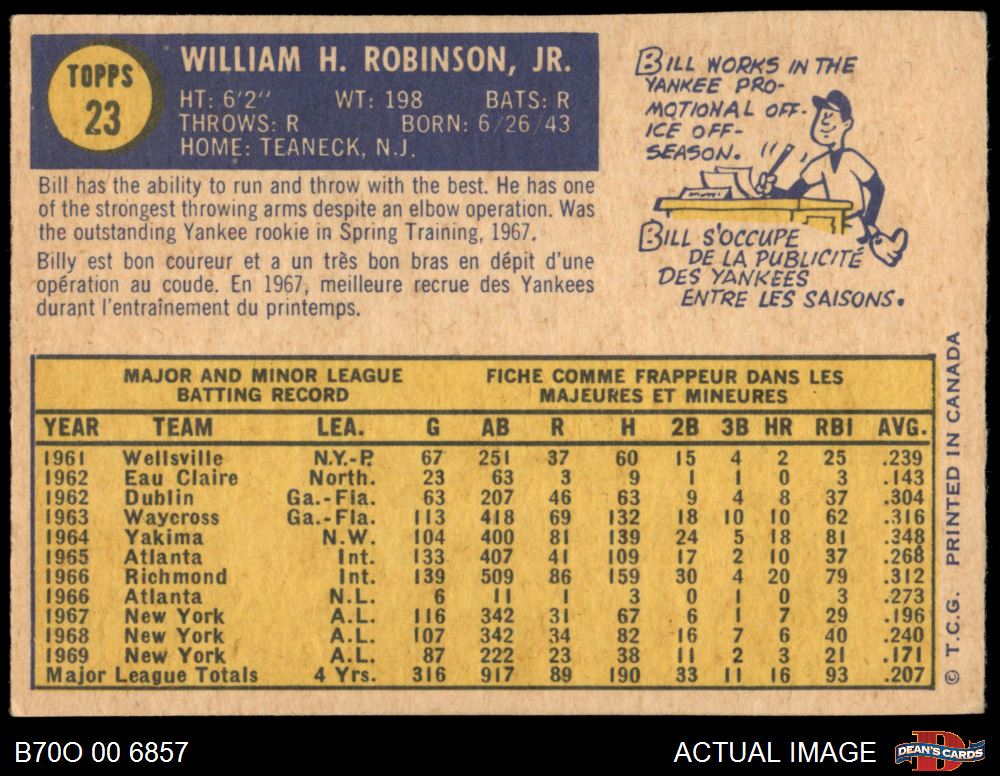 TOPPS
23
WILLIAM H. ROBINSON, JR.
HT: 6'2" WT: 198 BATS: R
THROWS: R BORN: 6/26/43
HOME: TEANECK, N.J.
Bill has the ability to run and throw with the best. He has one
of the strongest throwing arms despite an elbow operation. Was
the outstanding Yankee rookie in Spring Training, 1967.
Billy est bon coureur et a un très bon bras en dépit d'une
opération au coude. En 1967, meilleure recrue des Yankees
durant l'entraînement du printemps.
BILL WORKS IN THE
YANKEE PRO-
MOTIONAL OFF-
ICE OFF-
SEASON.
BILL S'OCCUPE
DE LA PUBLICITÉ
DES YANKEES
ENTRE LES SAISONS.
MAJOR AND MINOR LEAGUE
BATTING RECORD
FICHE COMME FRAPPEUR DANS LES
MAJEURES ET MINEURES
YEAR TEAM LEA. G AB R H 2B 3B HR RBI AVG.
1961 Wellsville N.Y.-P. 67 251 37 60 15 4 2 25 .239
1962 Eau Claire North. 23 63 3 9 1 1 0 3 .143
1962 Dublin Ga.-Fla. 63 207 46 63 9 4 8 37 .304
1963 Waycross Ga.-Fla. 113 418 69 132 18 10 10 62 .316
1964 Yakima N.W. 104 400 81 139 24 5 18 81 .348
1965 Atlanta Int. 133 407 41 109 17 2 10 37 .268
1966 Richmond Int. 139 509 86 159 30 4 20 79 .312
1966 Atlanta N.L. 6 11 1 3 0 1 0 3 .273
1967 New York A.L. 116 342 31 67 6 1 7 29 .196
1968 New York A.L. 107 342 34 82 16 7 6 40 .240
1969 New York A.L. 87 222 23 38 11 2 3 21 .171
Major League Totals 4 Yrs. 316 917 89 190 33 11 16 93 .207
© T.C.G. PRINTED IN CANADA
B70O 00 6857
ACTUAL IMAGE
DEAN'S CARDS